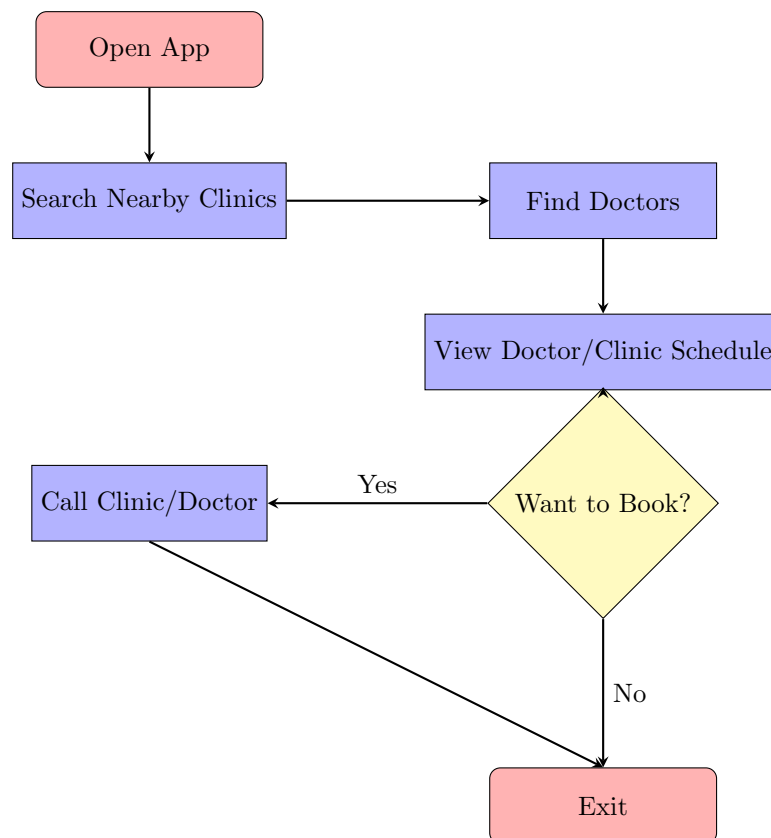 Open App
Search Nearby Clinics
Find Doctors
View Doctor/Clinic Schedule
Want to Book?
Yes
Call Clinic/Doctor
No
Exit